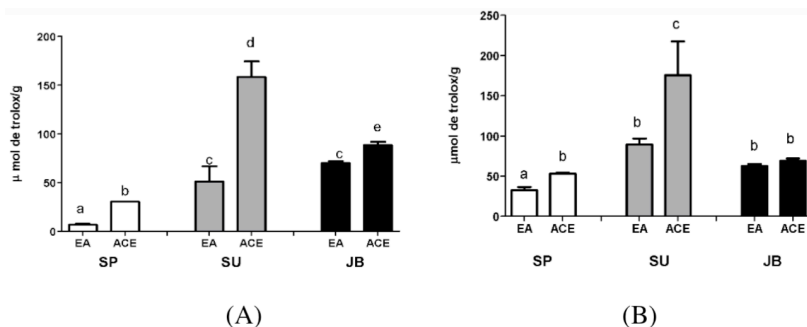 200
150
100
50
0
μ mol de trolox/g
a
b
c
d
c
e
EA
ACE
EA
ACE
EA
ACE
SP
SU
JB
(A)
250
200
150
100
50
0
μmol de trolox/g
a
b
b
c
b
b
EA
ACE
EA
ACE
EA
ACE
SP
SU
JB
(B)